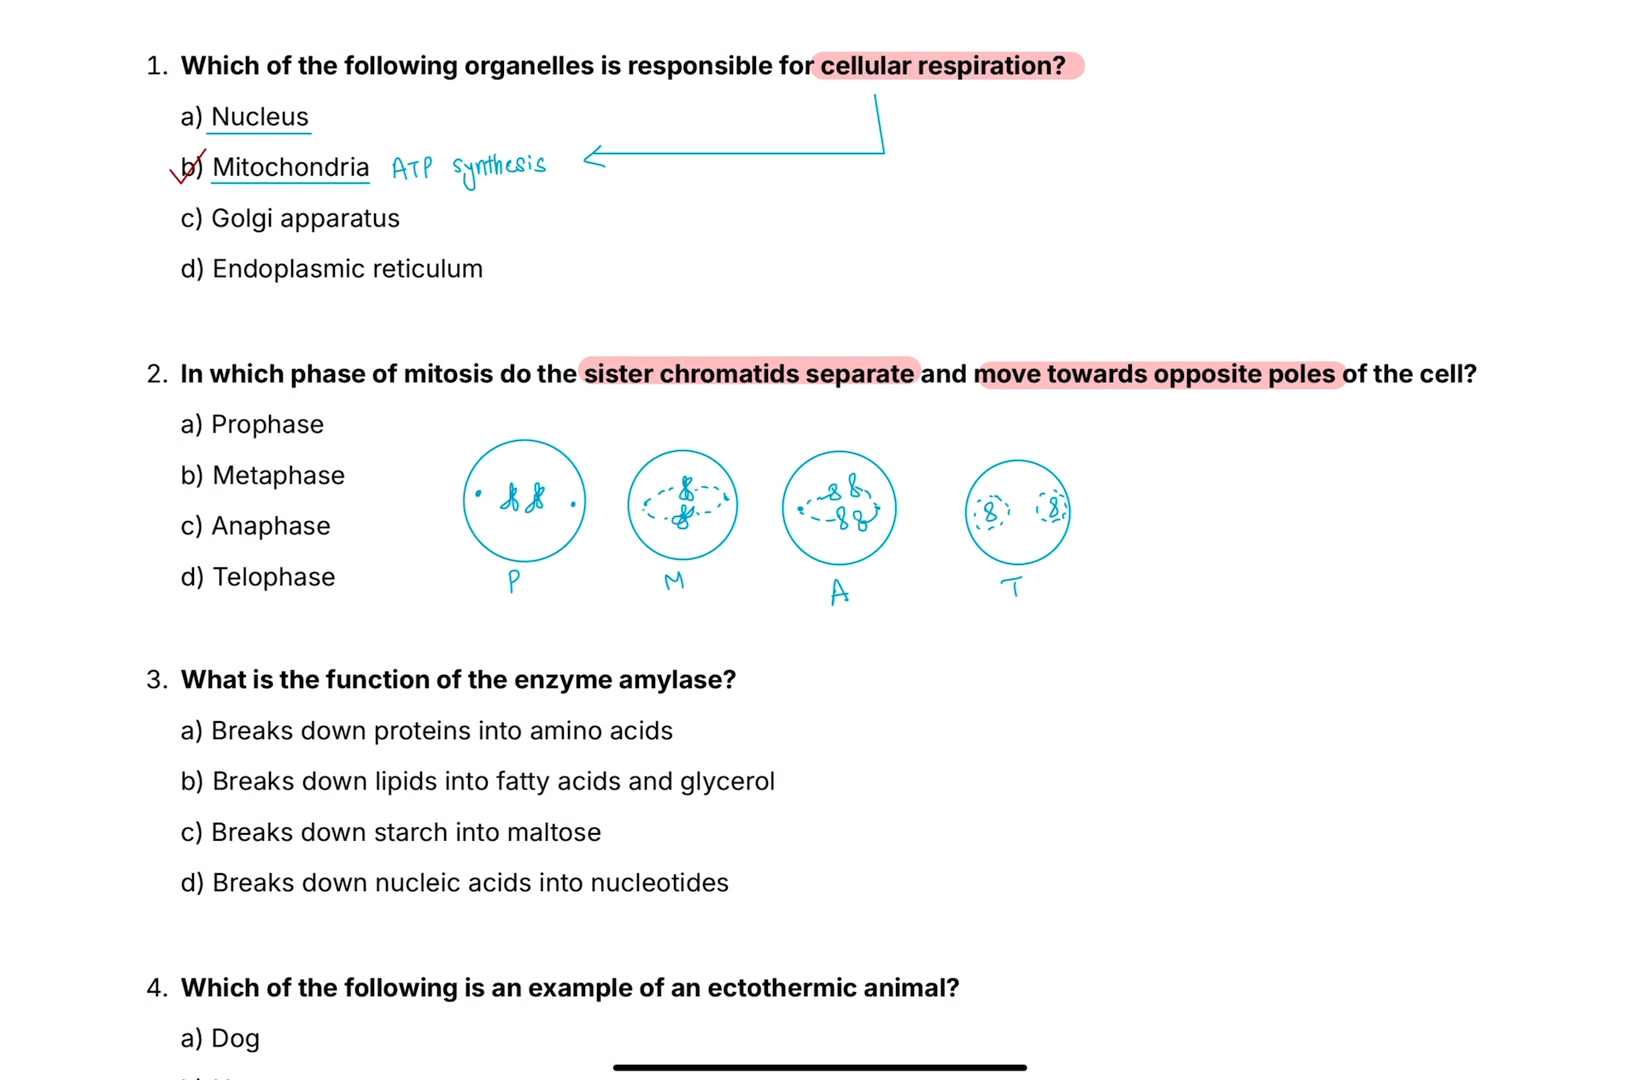 1. Which of the following organelles is responsible for cellular respiration?
a) Nucleus
b) Mitochondria ATP synthesis
c) Golgi apparatus
d) Endoplasmic reticulum
2. In which phase of mitosis do the sister chromatids separate and move towards opposite poles of the cell?
a) Prophase
b) Metaphase
c) Anaphase
d) Telophase
P M A T
3. What is the function of the enzyme amylase?
a) Breaks down proteins into amino acids
b) Breaks down lipids into fatty acids and glycerol
c) Breaks down starch into maltose
d) Breaks down nucleic acids into nucleotides
4. Which of the following is an example of an ectothermic animal?
a) Dog